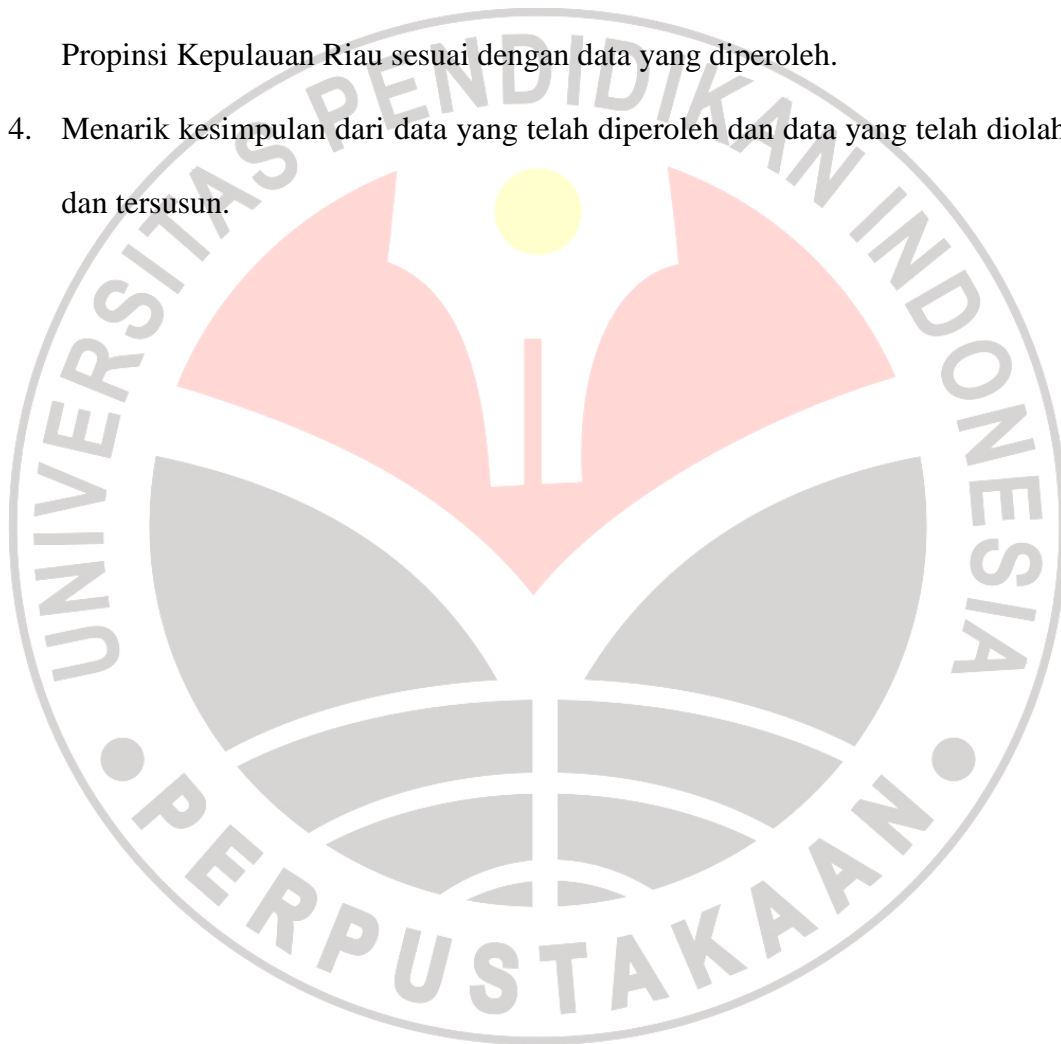 Propinsi Kepulauan Riau sesuai dengan data yang diperoleh.
4. Menarik kesimpulan dari data yang telah diperoleh dan data yang telah diolah
dan tersusun.
UNIVERSITAS PENDIDIKAN INDONESIA
PERPUSTAKAAN